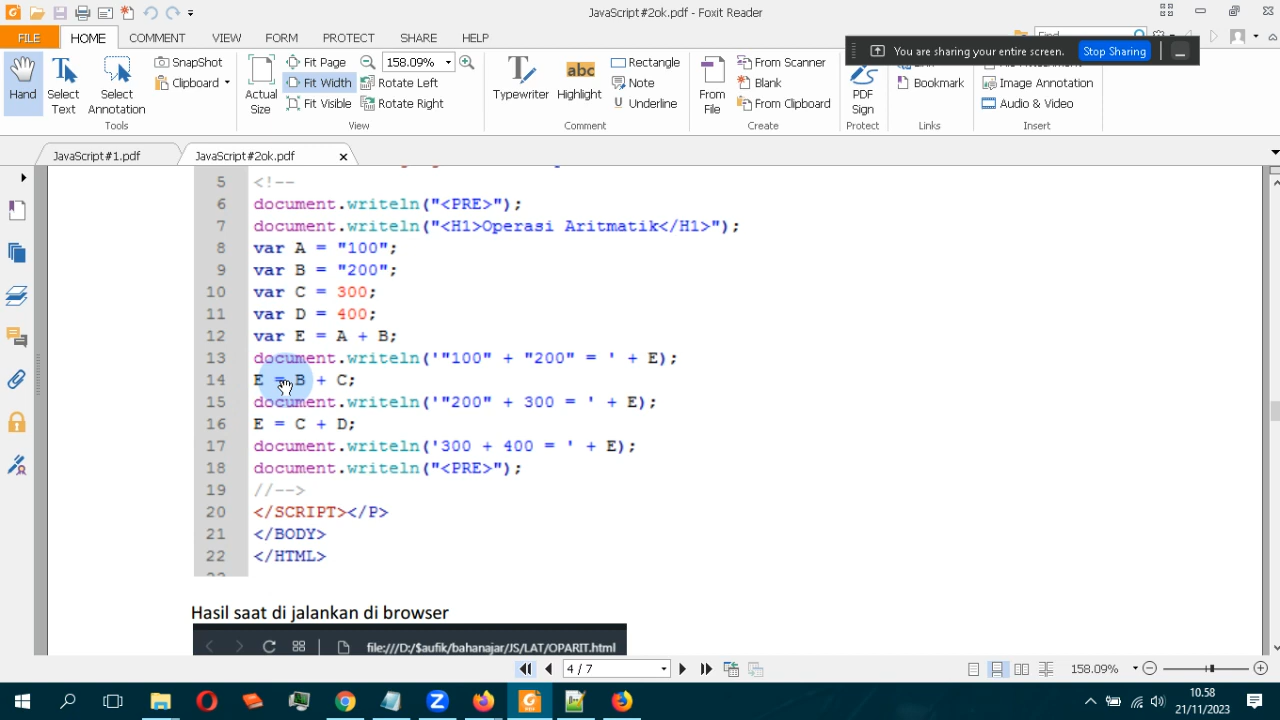 JavaScript#2ok.pdf - Foxit Reader
FILE HOME COMMENT VIEW FORM PROTECT SHARE HELP
Find
You are sharing your entire screen. Stop Sharing
Hand
Select Text
Select Annotation
SnapShot
Clipboard
Tools
Actual Size
Fit Page
Fit Width
Fit Visible
158.09%
Rotate Left
Rotate Right
View
Typewriter
abc
Highlight
Rectangle
Note
U Underline
Comment
From File
From Scanner
Blank
From Clipboard
Create
PDF Sign
Protect
Bookmark
Links
Image Annotation
Audio & Video
Insert
JavaScript#1.pdf
JavaScript#2ok.pdf
5 <!--
6 document.writeln("<PRE>");
7 document.writeln("<H1>Operasi Aritmatik</H1>");
8 var A = "100";
9 var B = "200";
10 var C = 300;
11 var D = 400;
12 var E = A + B;
13 document.writeln('"100" + "200" = ' + E);
14 E = B + C;
15 document.writeln('"200" + 300 = ' + E);
16 E = C + D;
17 document.writeln('300 + 400 = ' + E);
18 document.writeln("<PRE>");
19 //-->
20 </SCRIPT></P>
21 </BODY>
22 </HTML>
Hasil saat di jalankan di browser
file:///D:/$aufik/bahanajar/JS/LAT/OPARIT.html
4 / 7
158.09%
10.58
21/11/2023